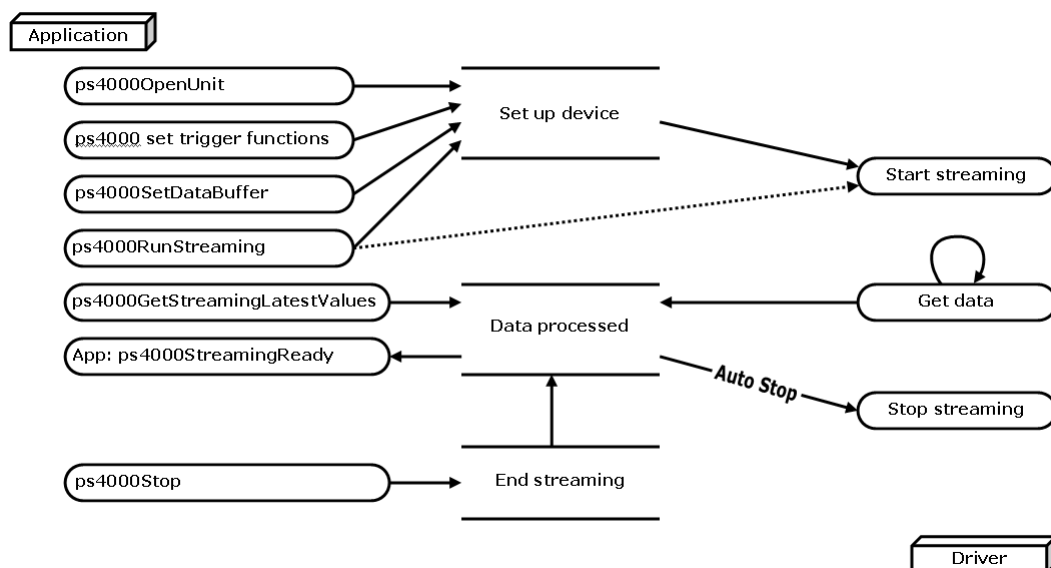 Application
ps4000OpenUnit
Set up device
ps4000 set trigger functions
Start streaming
ps4000SetDataBuffer
ps4000RunStreaming
ps4000GetStreamingLatestValues
Get data
Data processed
App: ps4000StreamingReady
Auto Stop
Stop streaming
ps4000Stop
End streaming
Driver